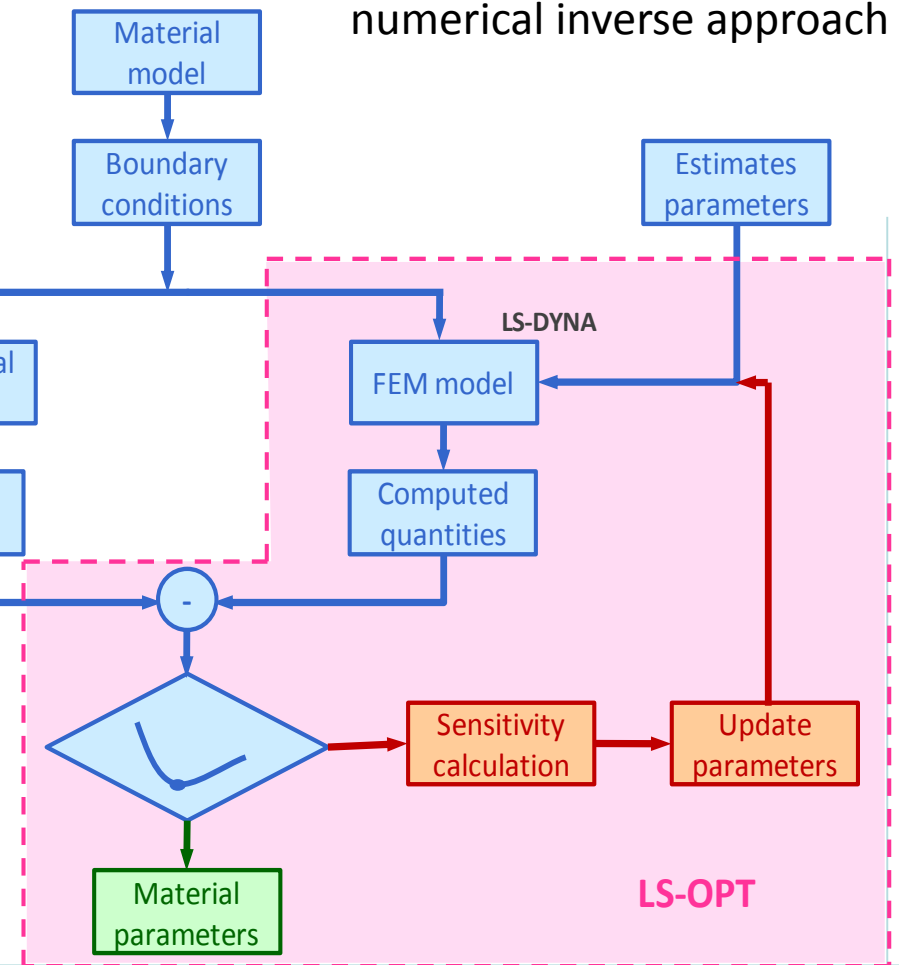 numerical inverse approach
Material
model
Boundary
conditions
Estimates
parameters
LS-DYNA
al
FEM model
Computed
quantities
-
Sensitivity
calculation
Update
parameters
Material
parameters
LS-OPT